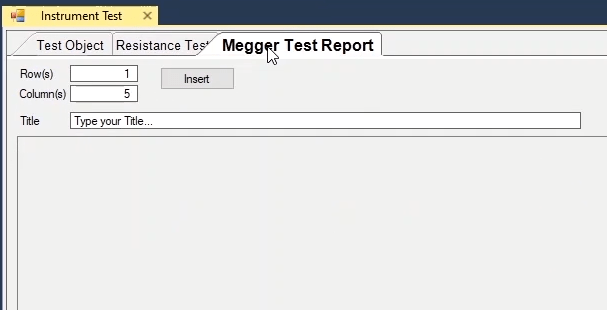 Instrument Test
Test Object Resistance Test Megger Test Report
Row(s) 1 Insert
Column(s) 5
Title Type your Title...